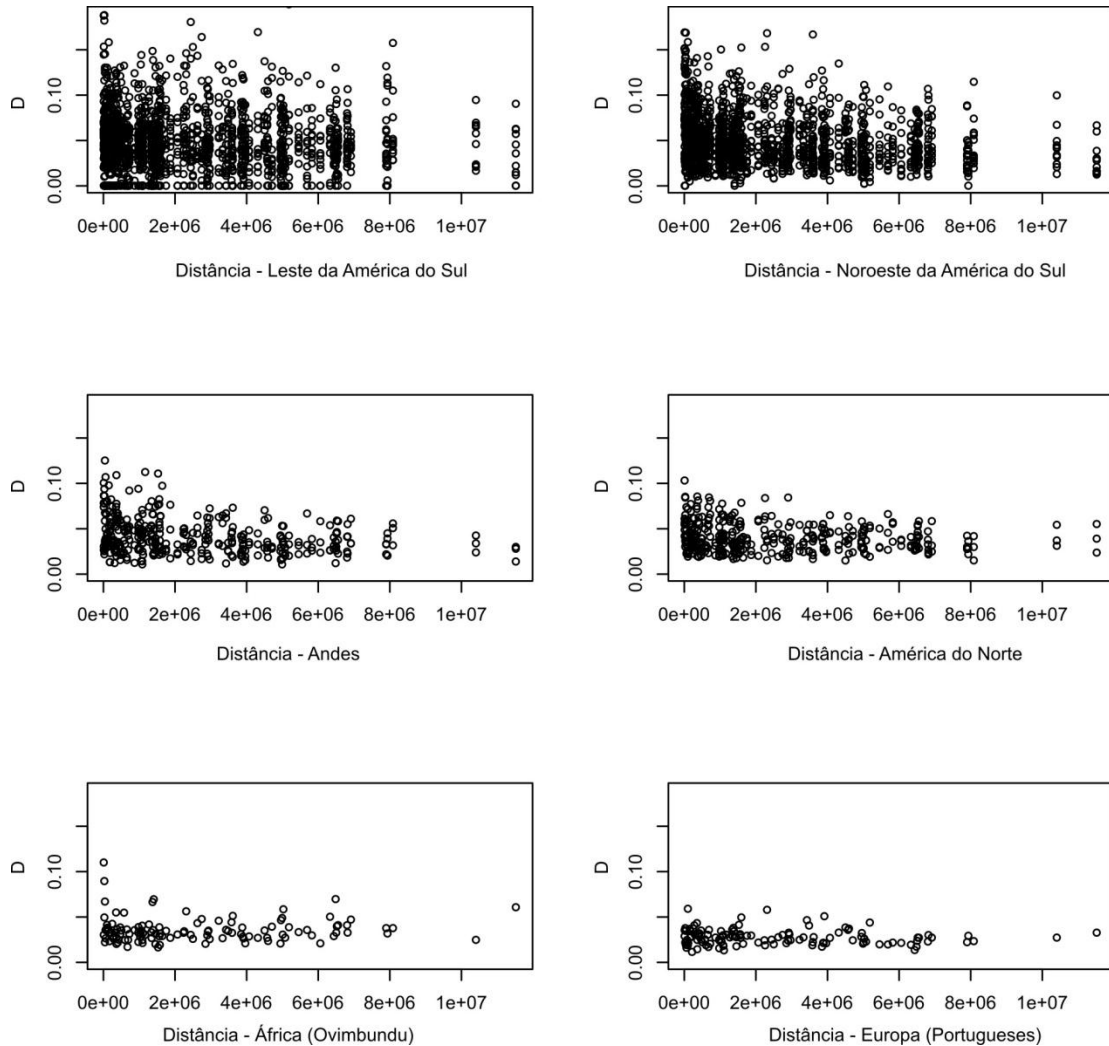 D
0.00 0.10
0e+00 2e+06 4e+06 6e+06 8e+06 1e+07
Distância - Leste da América do Sul
D
0.00 0.10
0e+00 2e+06 4e+06 6e+06 8e+06 1e+07
Distância - Noroeste da América do Sul
D
0.00 0.10
0e+00 2e+06 4e+06 6e+06 8e+06 1e+07
Distância - Andes
D
0.00 0.10
0e+00 2e+06 4e+06 6e+06 8e+06 1e+07
Distância - América do Norte
D
0.00 0.10
0e+00 2e+06 4e+06 6e+06 8e+06 1e+07
Distância - África (Ovimbundu)
D
0.00 0.10
0e+00 2e+06 4e+06 6e+06 8e+06 1e+07
Distância - Europa (Portugueses)